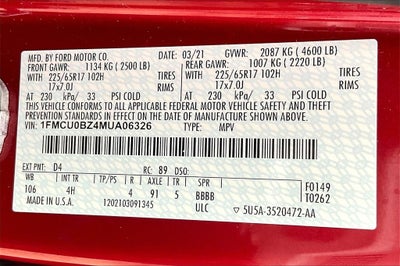 MFD. BY FORD MOTOR CO. 03/21 GVWR: 2087 KG ( 4600 LB)
FRONT GAWR: 1134 KG ( 2500 LB) REAR GAWR: 1007 KG ( 2220 LB)
WITH WITH
225/65R17 102H TIRES 225/65R17 102H TIRES
17x7.0J RIMS 17x7.0J RIMS
AT 230 kPa/ 33 PSI COLD AT 230 kPa/ 33 PSI COLD
THIS VEHICLE CONFORMS TO ALL APPLICABLE FEDERAL MOTOR VEHICLE SAFETY AND THEFT
PREVENTION STANDARDS IN EFFECT ON THE DATE OF MANUFACTURE SHOWN ABOVE.
VIN: 1FMCU0BZ4MUA06326 TYPE: MPV
EXT PNT: D4 RC: 89 DSO:
WB INT TR TP/PS R AXLE TR SPR
106 4H 4 91 5 BBBB
U.S.A. 1202103091345 ULC
F0149
T0262
5U5A-3520472-AA